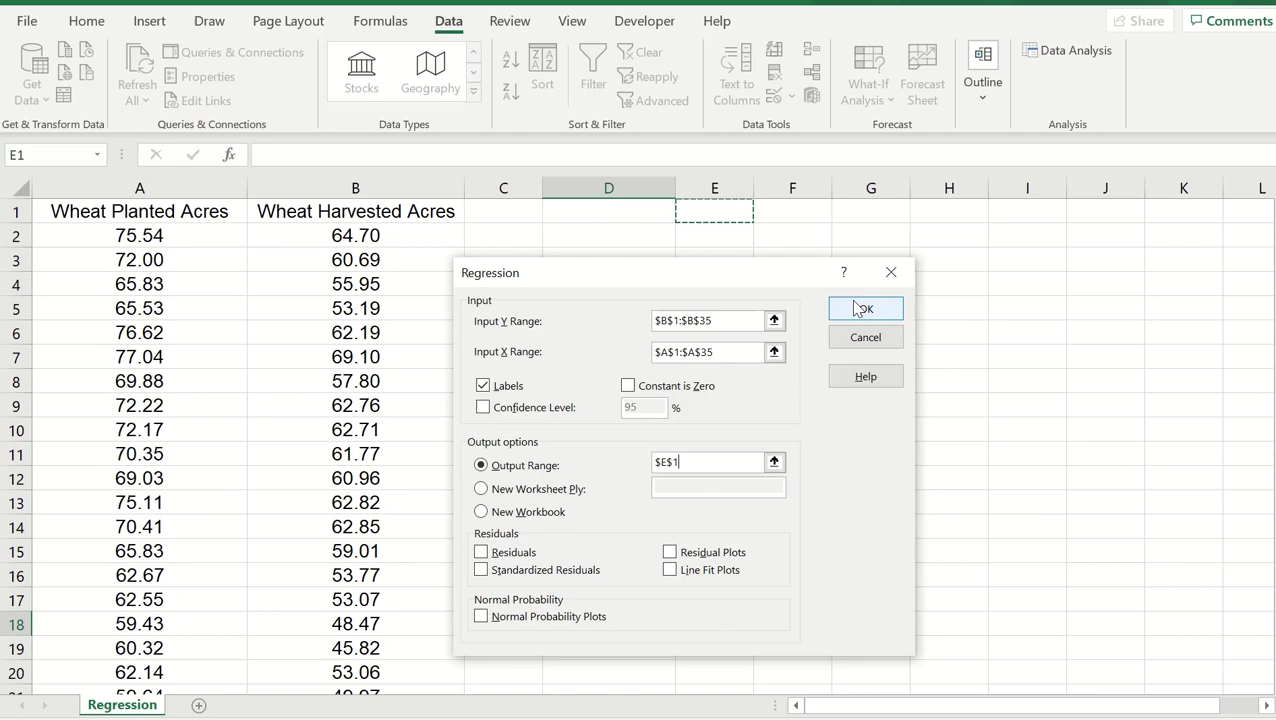 File Home Insert Draw Page Layout Formulas Data Review View Developer Help Share Comments
Get Data Refresh All Queries & Connections Properties Edit Links Stocks Geography Sort Filter Clear Reapply Advanced Text to Columns What-If Analysis Forecast Sheet Outline Data Analysis
Get & Transform Data Queries & Connections Data Types Sort & Filter Data Tools Forecast Analysis
E1 fx
A B C D E F G H I J K L
1 Wheat Planted Acres Wheat Harvested Acres
2 75.54 64.70
3 72.00 60.69
4 65.83 55.95
5 65.53 53.19
6 76.62 62.19
7 77.04 69.10
8 69.88 57.80
9 72.22 62.76
10 72.17 62.71
11 70.35 61.77
12 69.03 60.96
13 75.11 62.82
14 70.41 62.85
15 65.83 59.01
16 62.67 53.77
17 62.55 53.07
18 59.43 48.47
19 60.32 45.82
20 62.14 53.06
Regression ?
Input
Input Y Range: $B$1:$B$35 OK
Input X Range: $A$1:$A$35 Cancel
Labels Constant is Zero Help
Confidence Level: 95 %
Output options
Output Range: $E$1
New Worksheet Ply:
New Workbook
Residuals
Residuals Residual Plots
Standardized Residuals Line Fit Plots
Normal Probability
Normal Probability Plots
Regression